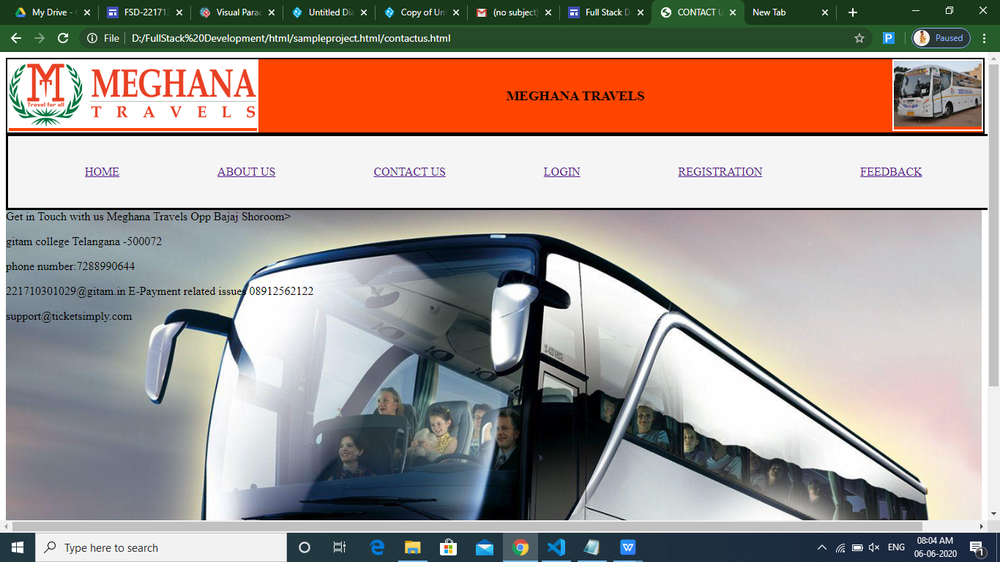 My Drive - G
FSD-22171
Visual Parad
Untitled Dia
Copy of Unt
(no subject)
Full Stack D
CONTACT U
New Tab
File
D:/FullStack%20Development/html/sampleproject.html/contactus.html
P
Paused
MT
Travel for all
MEGHANA
TRAVELS
MEGHANA TRAVELS
HOME
ABOUT US
CONTACT US
LOGIN
REGISTRATION
FEEDBACK
Get in Touch with us Meghana Travels Opp Bajaj Shoroom>
gitam college Telangana -500072
phone number:7288990644
221710301029@gitam.in E-Payment related issues 08912562122
support@ticketsimply.com
Type here to search
W
ENG
08:04 AM
06-06-2020
1